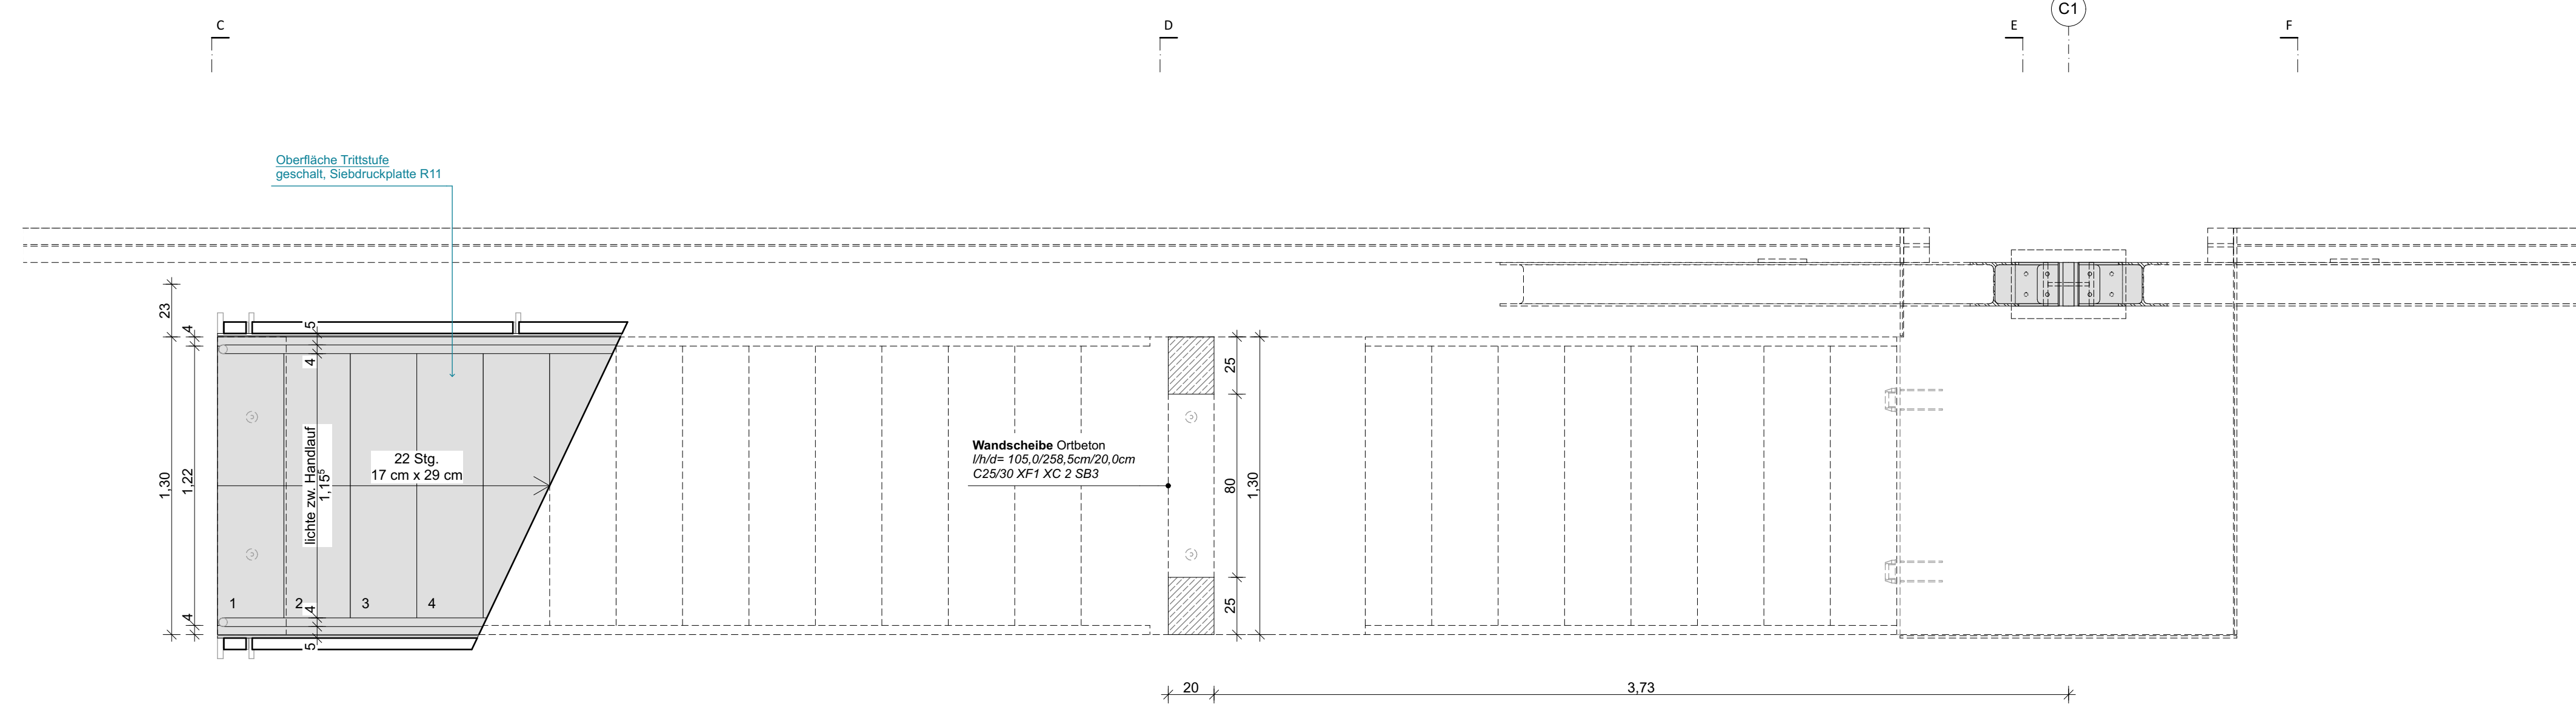 C
D
E
C1
F
Oberfläche Trittstufe
geschalt, Siebdruckplatte R11
23
4
1,30
1,22
4
5
4
lichte zw. Handlauf
1,15⁵
4
5
22 Stg.
17 cm x 29 cm
1
2
3
4
Wandscheibe Ortbeton
l/h/d= 105,0/258,5cm/20,0cm
C25/30 XF1 XC 2 SB3
25
80
1,30
25
20
3,73